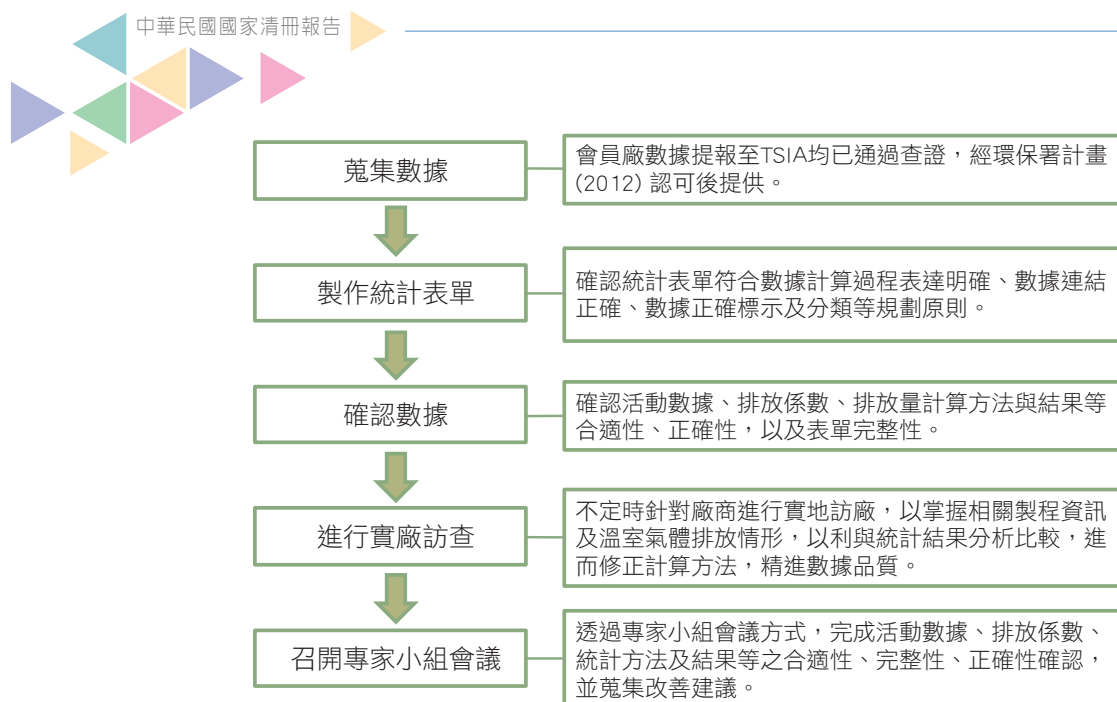 中華民國國家清冊報告
蒐集數據
會員廠數據提報至TSIA均已通過查證，經環保署計畫
(2012) 認可後提供。
製作統計表單
確認統計表單符合數據計算過程表達明確、數據連結
正確、數據正確標示及分類等規劃原則。
確認數據
確認活動數據、排放係數、排放量計算方法與結果等
合適性、正確性，以及表單完整性。
進行實廠訪查
不定時針對廠商進行實地訪廠，以掌握相關製程資訊
及溫室氣體排放情形，以利與統計結果分析比較，進
而修正計算方法，精進數據品質。
召開專家小組會議
透過專家小組會議方式，完成活動數據、排放係數、
統計方法及結果等之合適性、完整性、正確性確認，
並蒐集改善建議。